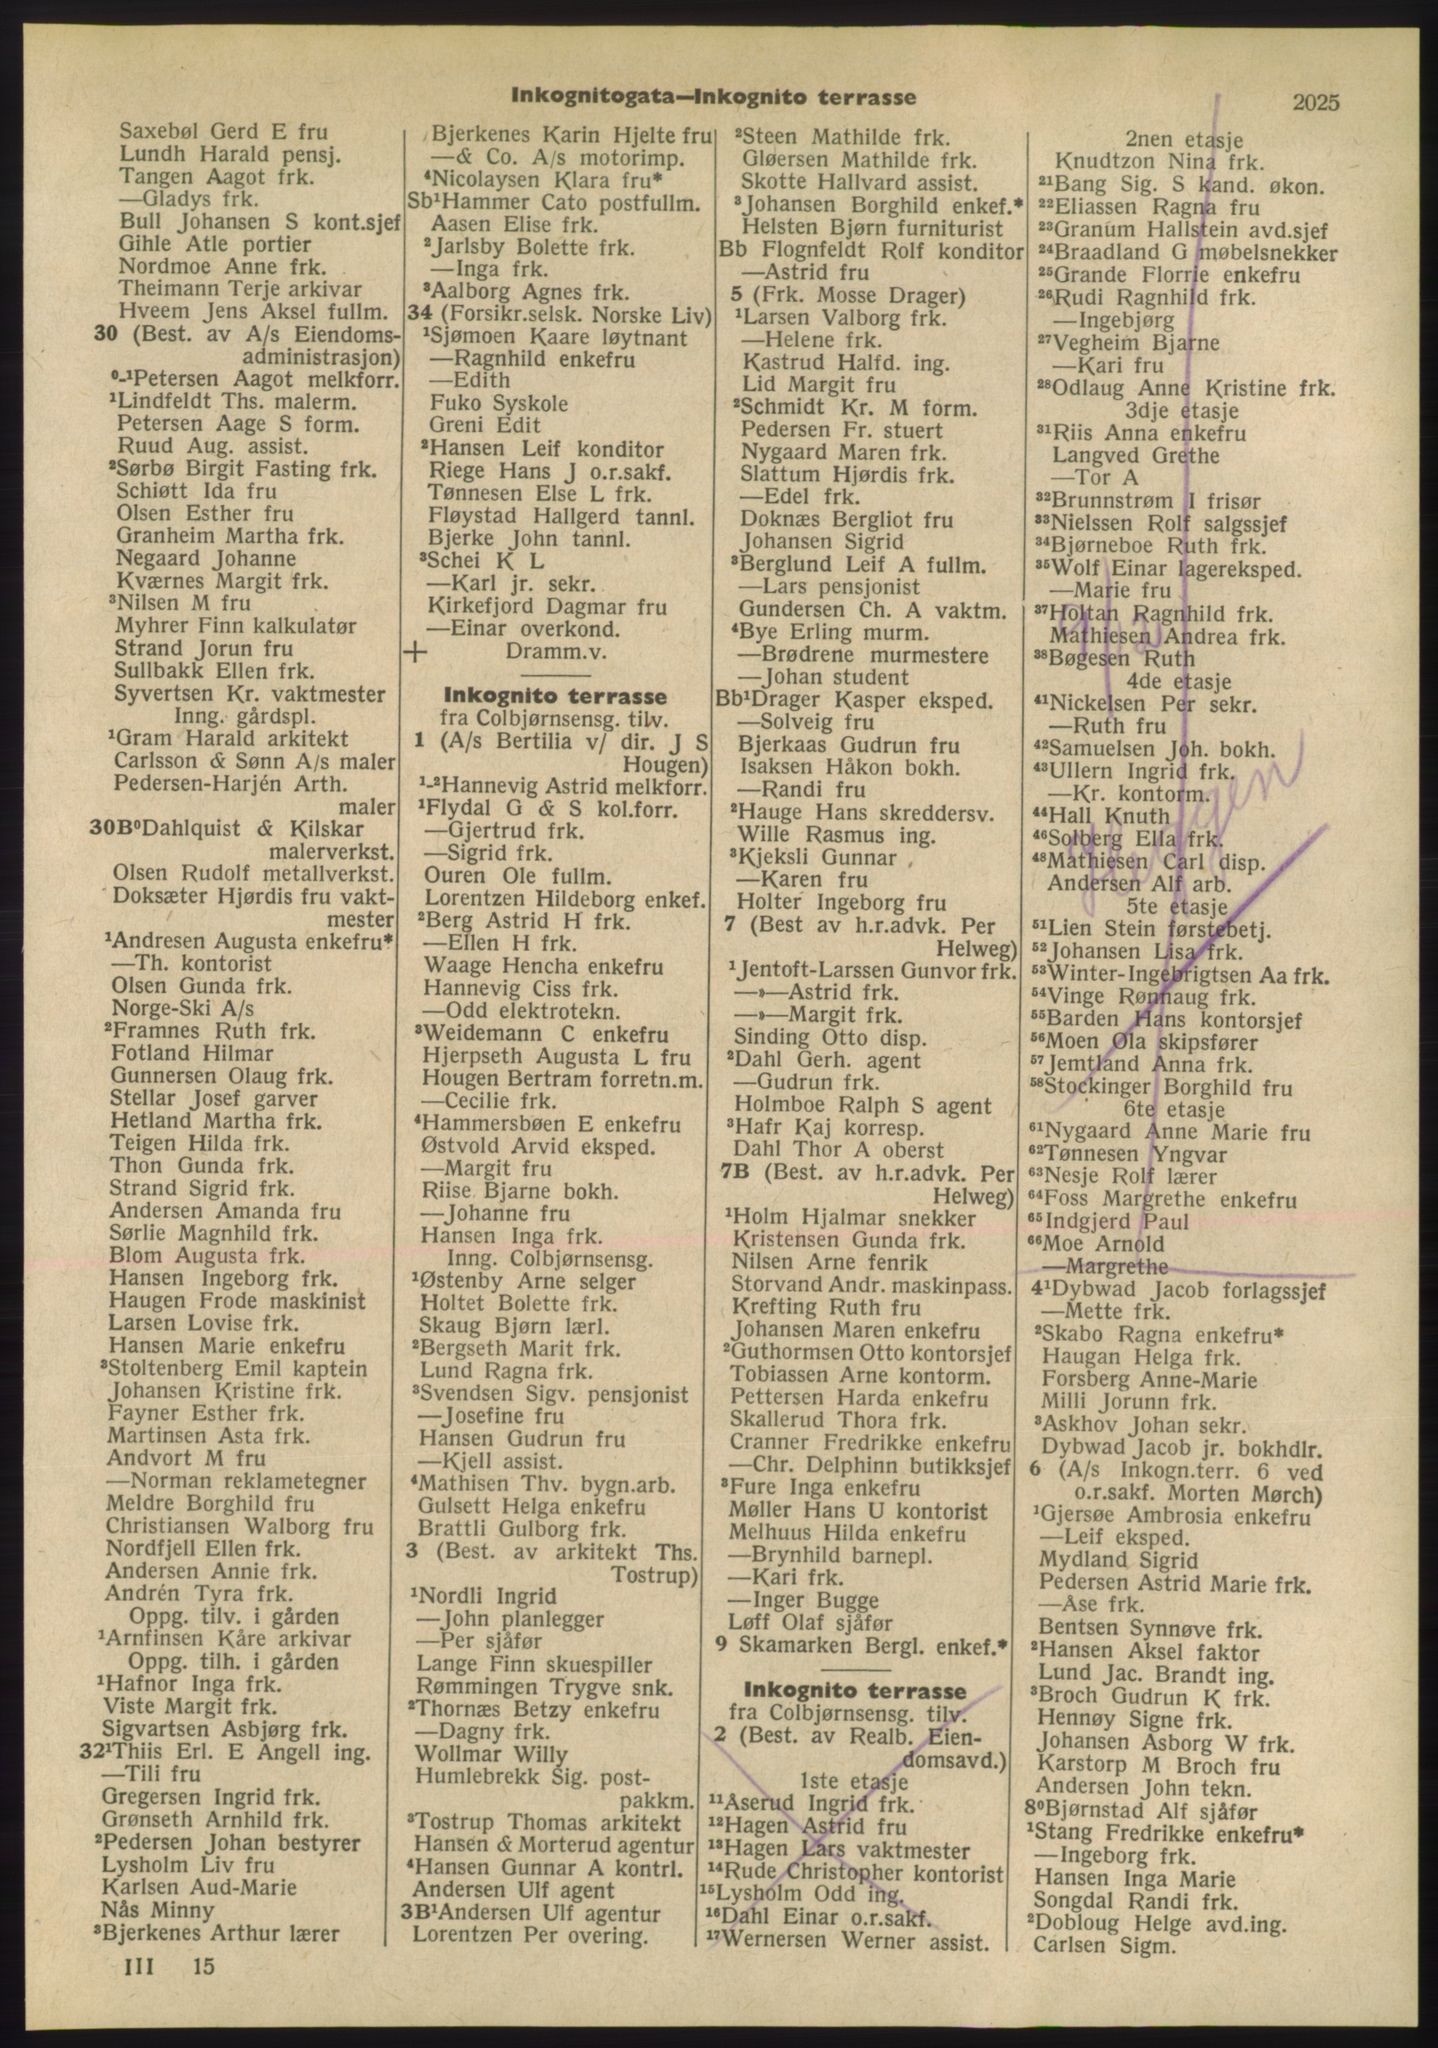 Inkognitogata—Inkognito terrasse
2025
Saxebøl Gerd E fru
Lundh Harald pensj.
Tangen Aagot frk.
—Gladys frk.
Bull Johansen S kont.sjef
Gihle Atle portier
Nordmoe Anne frk.
Theimann Terje arkivar
Hveem Jens Aksel fullm.
30 (Best. av A/s Eiendoms-
administrasjon)
⁰-¹Petersen Aagot melkforr.
¹Lindfeldt Ths. malerm.
Petersen Aage S form.
Ruud Aug. assist.
²Sørbø Birgit Fasting frk.
Schiøtt Ida fru
Olsen Esther fru
Granheim Martha frk.
Negaard Johanne
Kværnes Margit frk.
³Nilsen M fru
Myhrer Finn kalkulatør
Strand Jorun fru
Sullbakk Ellen frk.
Syvertsen Kr. vaktmester
Inng. gårdspl.
¹Gram Harald arkitekt
Carlsson & Sønn A/s maler
Pedersen-Harjén Arth.
maler
30B⁰Dahlquist & Kilskar
malerverkst.
Olsen Rudolf metallverkst.
Doksæter Hjørdis fru vakt-
mester
¹Andresen Augusta enkefru*
—Th. kontorist
Olsen Gunda frk.
Norge-Ski A/s
²Framnes Ruth frk.
Fotland Hilmar
Gunnersen Olaug frk.
Stellar Josef garver
Hetland Martha frk.
Teigen Hilda frk.
Thon Gunda frk.
Strand Sigrid frk.
Andersen Amanda fru
Sørlie Magnhild frk.
Blom Augusta frk.
Hansen Ingeborg frk.
Haugen Frode maskinist
Larsen Lovise frk.
Hansen Marie enkefru
³Stoltenberg Emil kaptein
Johansen Kristine frk.
Fayner Esther frk.
Martinsen Asta frk.
Andvort M fru
—Norman reklametegner
Meldre Borghild fru
Christiansen Walborg fru
Nordfjell Ellen frk.
Andersen Annie frk.
Andrén Tyra frk.
Oppg. tilv. i gården
¹Arnfinsen Kåre arkivar
Oppg. tilh. i gården
¹Hafnor Inga frk.
Viste Margit frk.
Sigvartsen Asbjørg frk.
32¹Thiis Erl. E Angell ing.
—Tili fru
Gregersen Ingrid frk.
Grønseth Arnhild frk.
²Pedersen Johan bestyrer
Lysholm Liv fru
Karlsen Aud-Marie
Nås Minny
³Bjerkenes Arthur lærer
III 15
Bjerkenes Karin Hjelte fru
—& Co. A/s motorimp.
⁴Nicolaysen Klara fru*
Sb¹Hammer Cato postfullm.
Aasen Elise frk.
²Jarlsby Bolette frk.
—Inga frk.
³Aalborg Agnes frk.
34 (Forsikr.selsk. Norske Liv)
¹Sjømoen Kaare løytnant
—Ragnhild enkefru
—Edith
Fuko Syskole
Greni Edit
²Hansen Leif konditor
Riege Hans J o.r.sakf.
Tønnesen Else L frk.
Fløystad Hallgerd tannl.
Bjerke John tannl.
³Schei K L
—Karl jr. sekr.
Kirkefjord Dagmar fru
—Einar overkond.
+ Dramm.v.
Inkognito terrasse
fra Colbjørnsensg. tilv.
1 (A/s Bertilia v/ dir. J S
Hougen)
¹-²Hannevig Astrid melkforr.
¹Flydal G & S kol.forr.
—Gjertrud frk.
—Sigrid frk.
Ouren Ole fullm.
Lorentzen Hildeborg enkef.
²Berg Astrid H frk.
—Ellen H frk.
Waage Hencha enkefru
Hannevig Ciss frk.
—Odd elektrotekn.
³Weidemann C enkefru
Hjerpseth Augusta L fru
Hougen Bertram forretn.m.
—Cecilie frk.
⁴Hammersbøen E enkefru
Østvold Arvid eksped.
—Margit fru
Riise Bjarne bokh.
—Johanne fru
Hansen Inga frk.
Inng. Colbjørnsensg.
¹Østenby Arne selger
Holtet Bolette frk.
Skaug Bjørn lærl.
²Bergseth Marit frk.
Lund Ragna frk.
³Svendsen Sigv. pensjonist
—Josefine fru
Hansen Gudrun fru
—Kjell assist.
⁴Mathisen Thv. bygn.arb.
Gulsett Helga enkefru
Brattli Gulborg frk.
3 (Best. av arkitekt Ths.
Tostrup)
¹Nordli Ingrid
—John planlegger
—Per sjåfør
Lange Finn skuespiller
Rømmingen Trygve snk.
²Thornæs Betzy enkefru
—Dagny frk.
Wollmar Willy
Humlebrekk Sig. post-
pakkm.
³Tostrup Thomas arkitekt
Hansen & Morterud agentur
⁴Hansen Gunnar A kontrl.
Andersen Ulf agent
3B¹Andersen Ulf agentur
Lorentzen Per overing.
²Steen Mathilde frk.
Gløersen Mathilde frk.
Skotte Hallvard assist.
³Johansen Borghild enkef.*
Helsten Bjørn furniturist
Bb Flognfeldt Rolf konditor
—Astrid fru
5 (Frk. Mosse Drager)
¹Larsen Valborg frk.
—Helene frk.
Kastrud Halfd. ing.
Lid Margit fru
²Schmidt Kr. M form.
Pedersen Fr. stuert
Nygaard Maren frk.
Slattum Hjørdis frk.
—Edel frk.
Doknæs Bergliot fru
Johansen Sigrid
³Berglund Leif A fullm.
—Lars pensjonist
Gundersen Ch. A vaktm.
⁴Bye Erling murm.
—Brødrene murmestere
—Johan student
Bb¹Drager Kasper eksped.
—Solveig fru
Bjerkaas Gudrun fru
Isaksen Håkon bokh.
—Randi fru
²Hauge Hans skreddersv.
Wille Rasmus ing.
³Kjeksli Gunnar
—Karen fru
Holter Ingeborg fru
7 (Best av h.r.advk. Per
Helweg)
¹Jentoft-Larssen Gunvor frk.
—»—Astrid frk.
—»—Margit frk.
Sinding Otto disp.
²Dahl Gerh. agent
—Gudrun frk.
Holmboe Ralph S agent
³Hafr Kaj korresp.
Dahl Thor A oberst
7B (Best. av h.r.advk. Per
Helweg)
¹Holm Hjalmar snekker
Kristensen Gunda frk.
Nilsen Arne fenrik
Storvand Andr. maskinpass.
Krefting Ruth fru
Johansen Maren enkefru
²Guthormsen Otto kontorsjef
Tobiassen Arne kontorm.
Pettersen Harda enkefru
Skallerud Thora frk.
Cranner Fredrikke enkefru
—Chr. Delphinn butikksjef
³Fure Inga enkefru
Møller Hans U kontorist
Melhuus Hilda enkefru
—Brynhild barnepl.
—Kari frk.
—Inger Bugge
Løff Olaf sjåfør
9 Skamarken Bergl. enkef.*
Inkognito terrasse
fra Colbjørnsensg. tilv.
2 (Best. av Realb. Eien-
domsavd.)
1ste etasje
¹¹Åserud Ingrid frk.
¹²Hagen Astrid fru
¹³Hagen Lars vaktmester
¹⁴Rude Christopher kontorist
¹⁵Lysholm Odd ing.
¹⁶Dahl Einar o.r.sakf.
¹⁷Wernersen Werner assist.
2nen etasje
Knudtzon Nina frk.
²¹Bang Sig. S kand. økon.
²²Eliassen Ragna fru
²³Granum Hallstein avd.sjef
²⁴Braadland G møbelsnekker
²⁵Grande Florrie enkefru
²⁶Rudi Ragnhild frk.
—Ingebjørg
²⁷Vegheim Bjarne
—Kari fru
²⁸Odlaug Anne Kristine frk.
3dje etasje
³¹Riis Anna enkefru
Langved Grethe
—Tor A
³²Brunnstrøm I frisør
³³Nielssen Rolf salgssjef
³⁴Bjørneboe Ruth frk.
³⁵Wolf Einar lagereksped.
—Marie fru
³⁷Holtan Ragnhild frk.
Mathiesen Andrea frk.
³⁸Bøgesen Ruth
4de etasje
⁴¹Nickelsen Per sekr.
—Ruth fru
⁴²Samuelsen Joh. bokh.
⁴³Ullern Ingrid frk.
—Kr. kontorm.
⁴⁴Hall Knuth
⁴⁶Solberg Ella frk.
⁴⁸Mathiesen Carl disp.
Andersen Alf arb.
5te etasje
⁵¹Lien Stein førstebetj.
⁵²Johansen Lisa frk.
⁵³Winter-Ingebrigtsen Aa frk.
⁵⁴Vinge Rønnaug frk.
⁵⁵Barden Hans kontorsjef
⁵⁶Moen Ola skipsfører
⁵⁷Jemtland Anna frk.
⁵⁸Stockinger Borghild fru
6te etasje
⁶¹Nygaard Anne Marie fru
⁶²Tønnesen Yngvar
⁶³Nesje Rolf lærer
⁶⁴Foss Margrethe enkefru
⁶⁵Indgjerd Paul
⁶⁶Moe Arnold
—Margrethe
4¹Dybwad Jacob forlagssjef
—Mette frk.
²Skabo Ragna enkefru*
Haugan Helga frk.
Forsberg Anne-Marie
Milli Jorunn frk.
³Askhov Johan sekr.
Dybwad Jacob jr. bokhdlr.
6 (A/s Inkogn.terr. 6 ved
o.r.sakf. Morten Mørch)
¹Gjersøe Ambrosia enkefru
—Leif eksped.
Mydland Sigrid
Pedersen Astrid Marie frk.
—Åse frk.
Bentsen Synnøve frk.
²Hansen Aksel faktor
Lund Jac. Brandt ing.
³Broch Gudrun K frk.
Hennøy Signe frk.
Johansen Asborg W frk.
Karstorp M Broch fru
Andersen John tekn.
8⁰Bjørnstad Alf sjåfør
¹Stang Fredrikke enkefru*
—Ingeborg frk.
Hansen Inga Marie
Songdal Randi frk.
²Dobloug Helge avd.ing.
Carlsen Sigm.